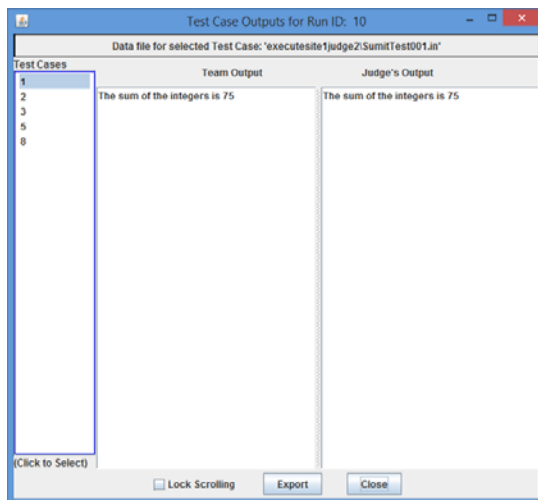 Test Case Outputs for Run ID: 10
Data file for selected Test Case: 'executesite1judge2\SumitTest001.in'
Test Cases
Team Output
Judge's Output
1
2
3
5
8
The sum of the integers is 75
The sum of the integers is 75
(Click to Select)
Lock Scrolling
Export
Close